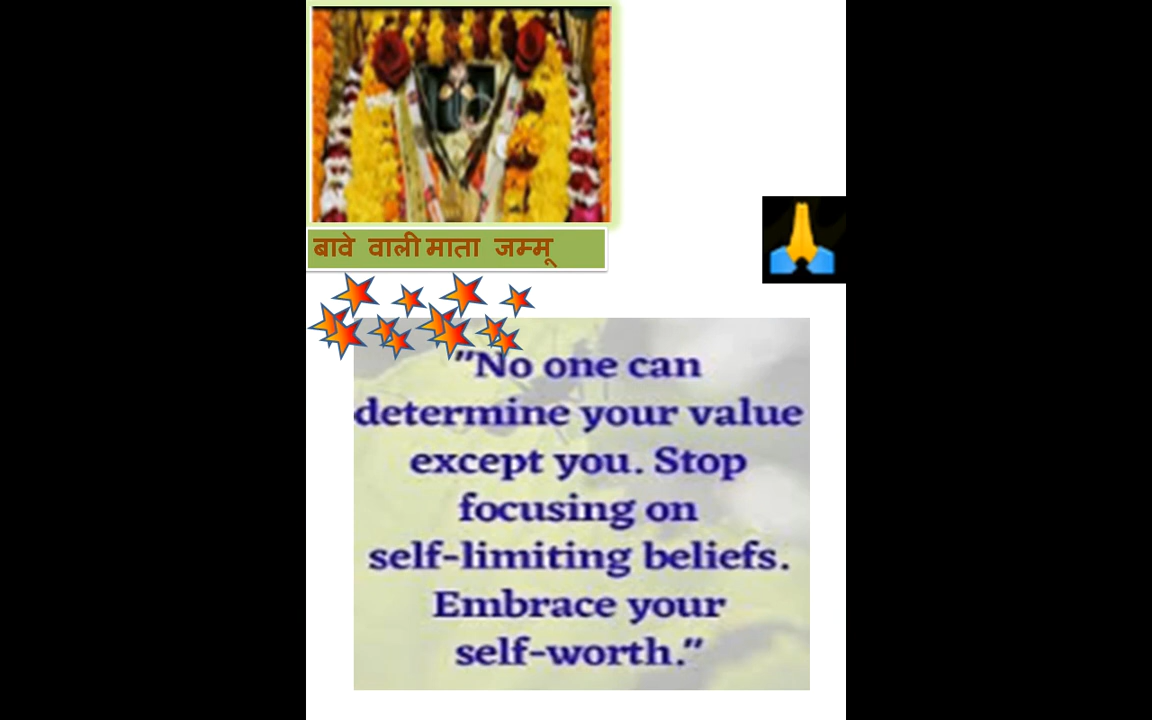 बावे वाली माता जम्मू
"No one can
determine your value
except you. Stop
focusing on
self-limiting beliefs.
Embrace your
self-worth."